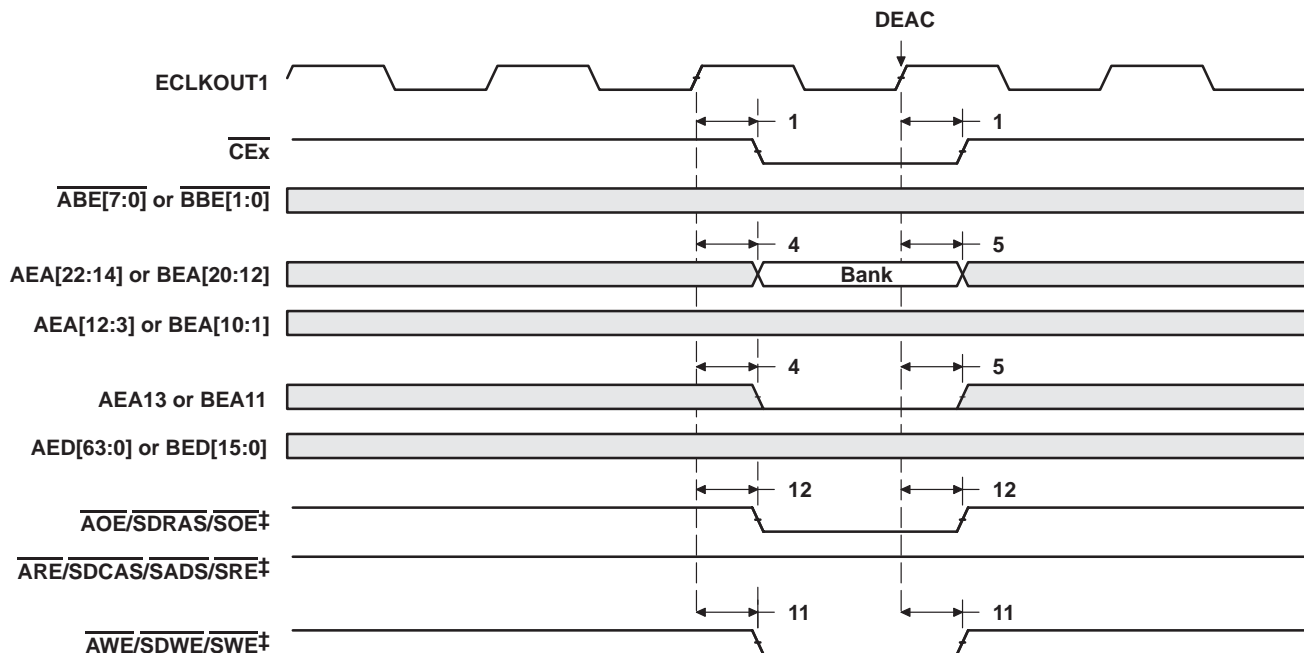 DEAC
ECLKOUT1
1 1
CEx
ABE[7:0] or BBE[1:0]
4 5
AEA[22:14] or BEA[20:12] Bank
AEA[12:3] or BEA[10:1]
4 5
AEA13 or BEA11
AED[63:0] or BED[15:0]
12 12
AOE/SDRAS/SOE‡
ARE/SDCAS/SADS/SRE‡
11 11
AWE/SDWE/SWE‡